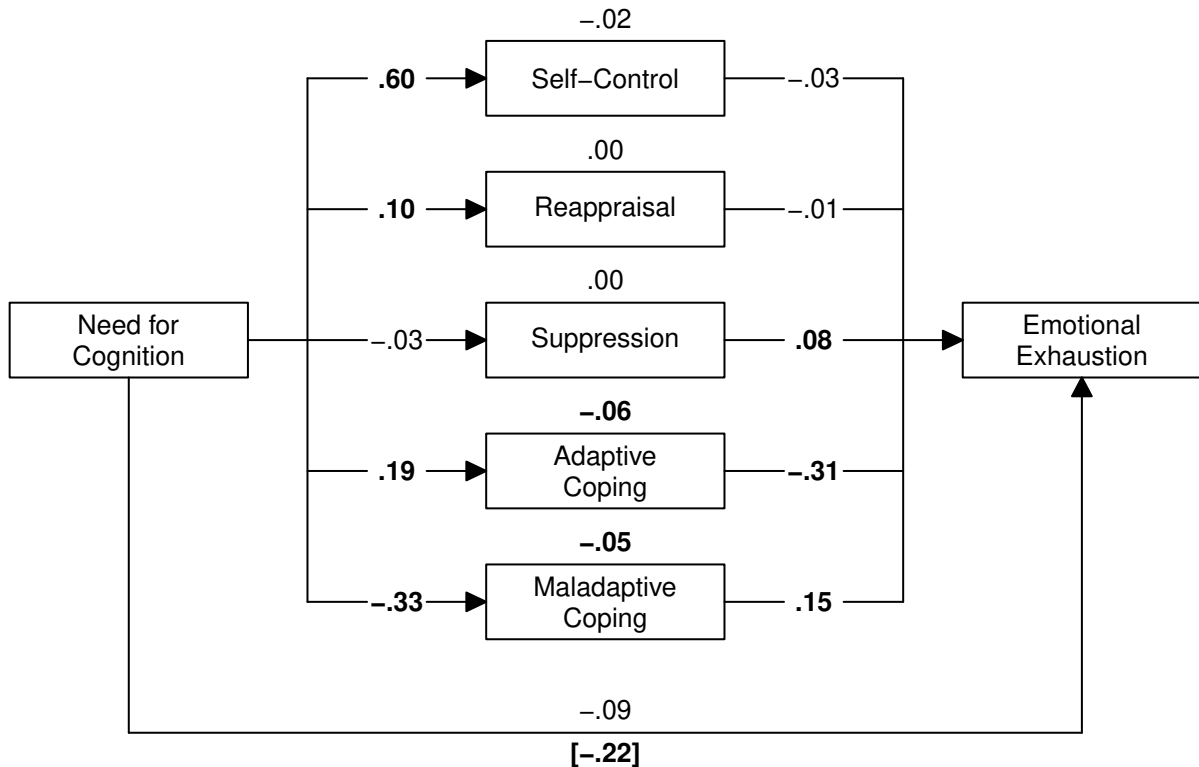 −.02
.60
Self−Control
−.03
.00
.10
Reappraisal
−.01
.00
Need for
Cognition
−.03
Suppression
.08
Emotional
Exhaustion
−.06
.19
Adaptive
Coping
−.31
−.05
−.33
Maladaptive
Coping
.15
−.09
[−.22]